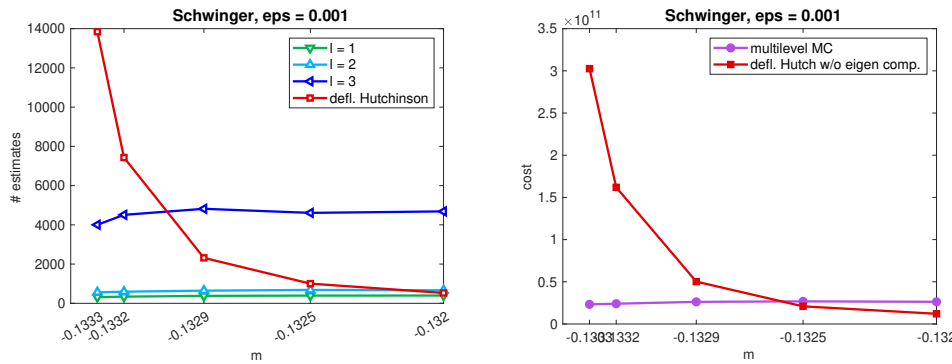 Schwinger, eps = 0.001
14000
12000
10000
8000
6000
4000
2000
0
# estimates
l = 1
l = 2
l = 3
defl. Hutchinson
-0.1333
-0.1332
-0.1329
-0.1325
-0.132
m
Schwinger, eps = 0.001
×10^11
3.5
3
2.5
2
1.5
1
0.5
0
cost
multilevel MC
defl. Hutch w/o eigen comp.
-0.1329
-0.1325
-0.132
m